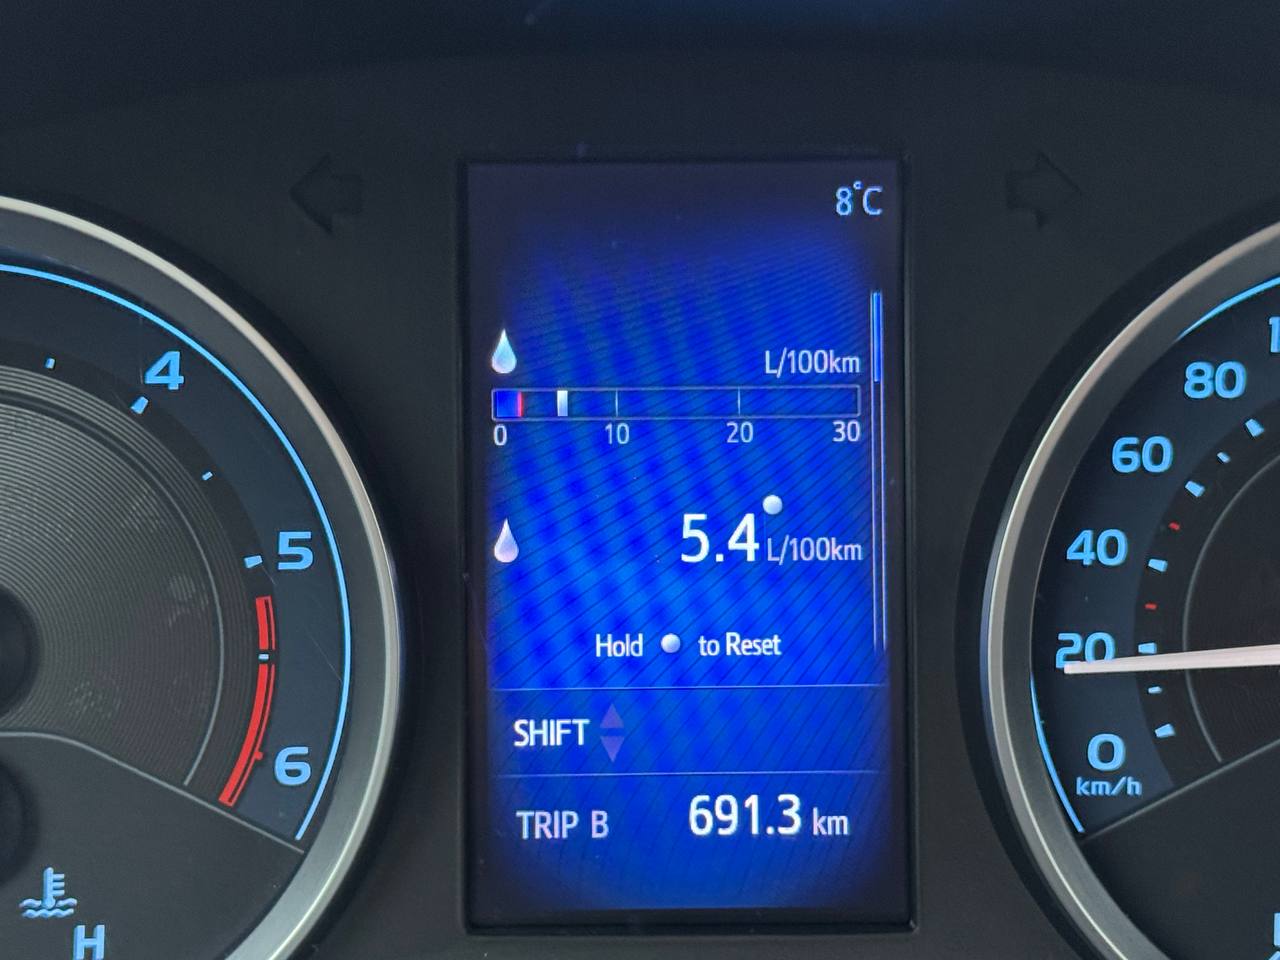 8°C
L/100km
0 10 20 30
5.4 L/100km
Hold to Reset
SHIFT
TRIP B 691.3 km
4
5
6
H
80
60
40
20
0
km/h